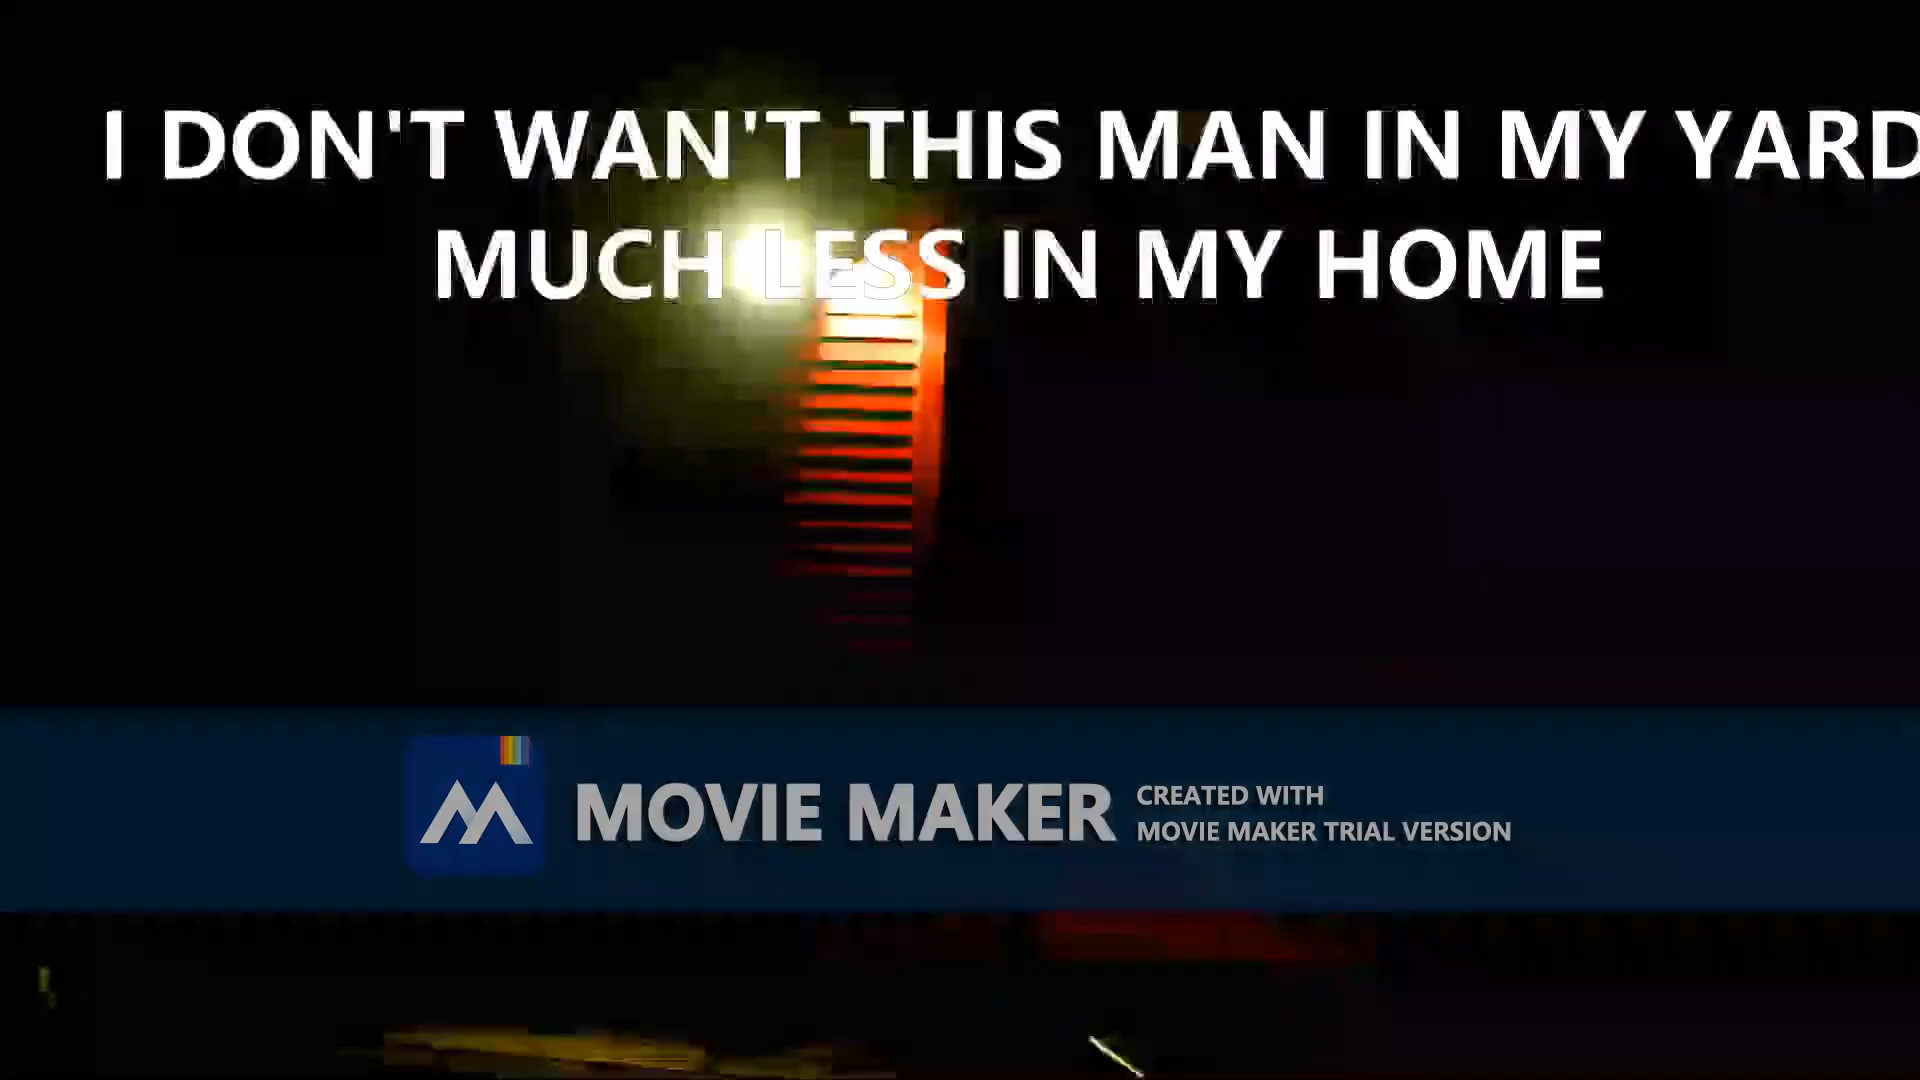 I DON'T WAN'T THIS MAN IN MY YARD
MUCH LESS IN MY HOME
MOVIE MAKER
CREATED WITH
MOVIE MAKER TRIAL VERSION